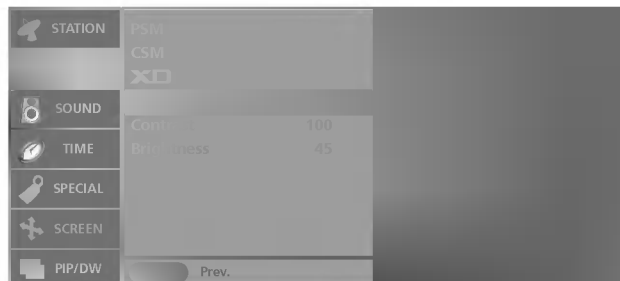 STATION
PSM
CSM
XD
SOUND
Contrast 100
TIME
Brightness 45
SPECIAL
SCREEN
PIP/DW
Prev.